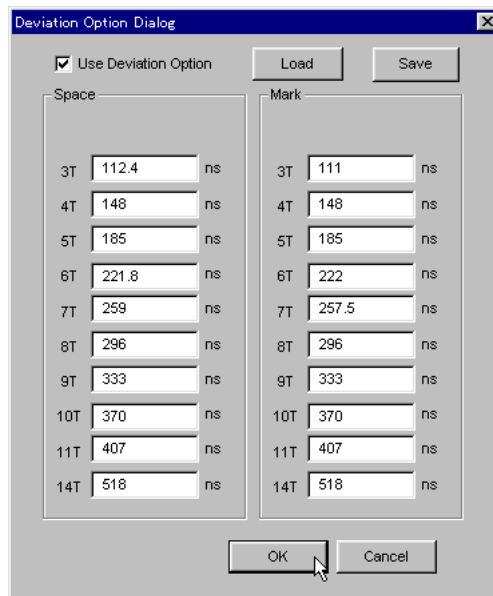 Deviation Option Dialog
Use Deviation Option Load Save
Space Mark
3T 112.4 ns 3T 111 ns
4T 148 ns 4T 148 ns
5T 185 ns 5T 185 ns
6T 221.8 ns 6T 222 ns
7T 259 ns 7T 257.5 ns
8T 296 ns 8T 296 ns
9T 333 ns 9T 333 ns
10T 370 ns 10T 370 ns
11T 407 ns 11T 407 ns
14T 518 ns 14T 518 ns
OK Cancel